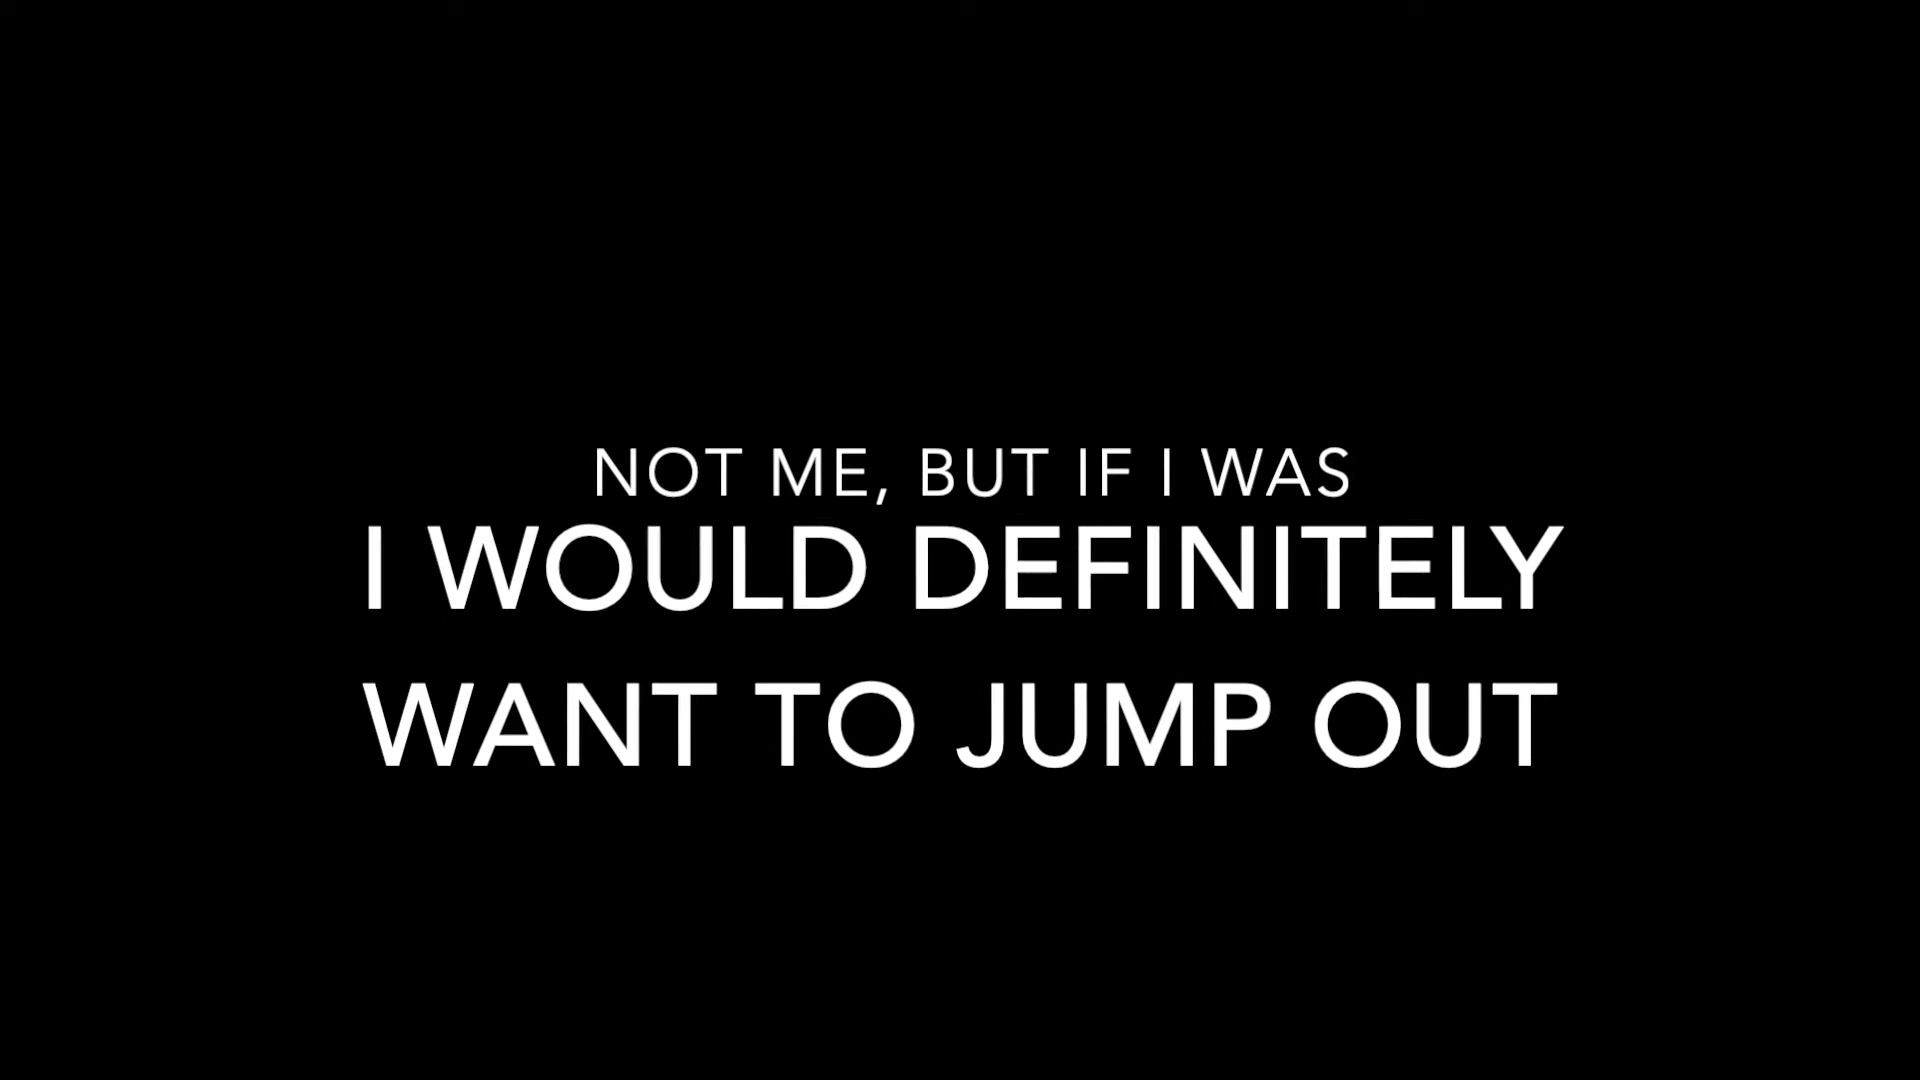 NOT ME, BUT IF I WAS
I WOULD DEFINITELY
WANT TO JUMP OUT